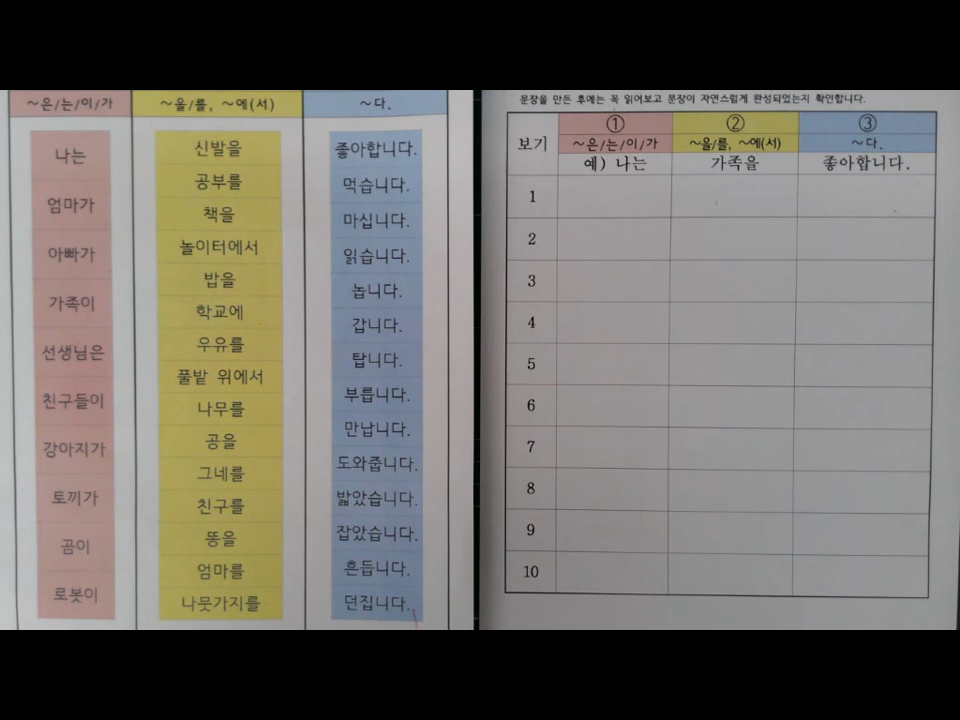 ~은/는/이/가
나는
엄마가
아빠가
가족이
선생님은
친구들이
강아지가
토끼가
곰이
로봇이
~을/를, ~에(서)
신발을
공부를
책을
놀이터에서
밥을
학교에
우유를
풀밭 위에서
나무를
공을
그네를
친구를
똥을
엄마를
나뭇가지를
~다.
좋아합니다.
먹습니다.
마십니다.
읽습니다.
놉니다.
갑니다.
탑니다.
부릅니다.
만납니다.
도와줍니다.
밟았습니다.
잡았습니다.
흔듭니다.
던집니다.
문장을 만든 후에는 꼭 읽어보고 문장이 자연스럽게 완성되었는지 확인합니다.
보기 ① ② ③
~은/는/이/가 ~을/를, ~에(서) ~다.
예) 나는 가족을 좋아합니다.
1
2
3
4
5
6
7
8
9
10